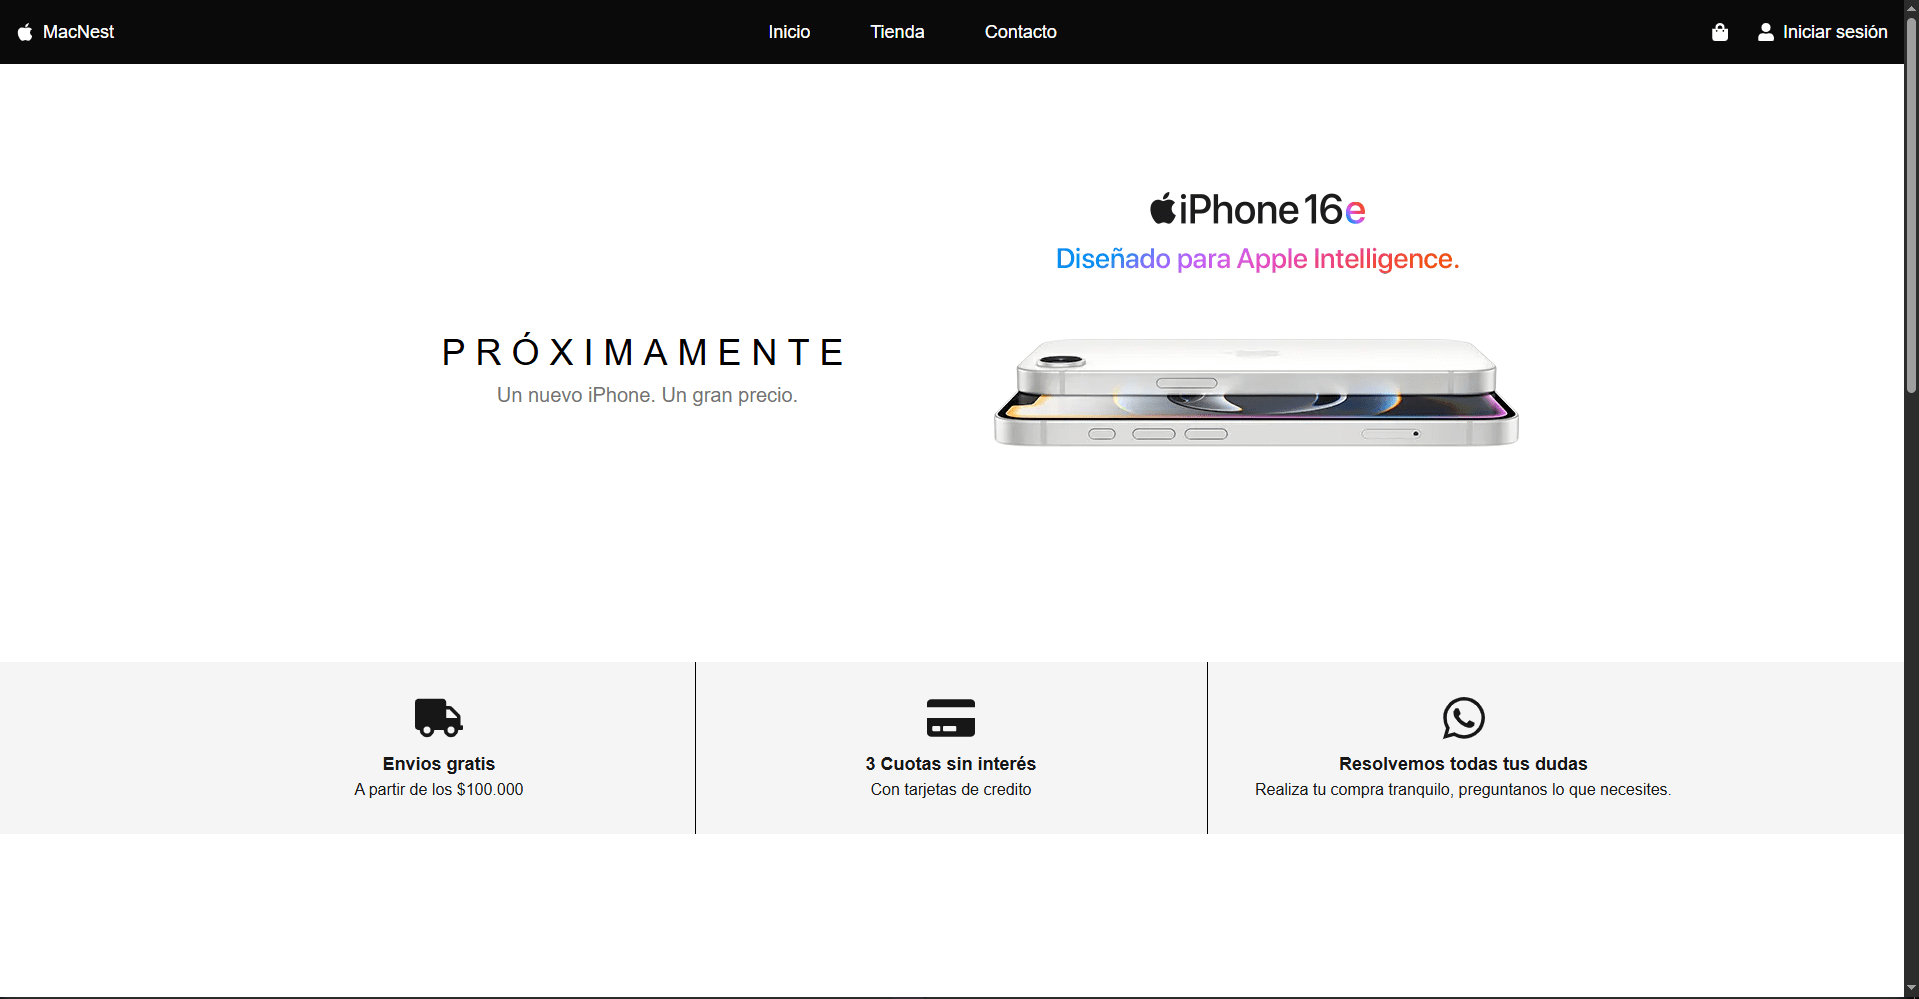 MacNest
Inicio
Tienda
Contacto
Iniciar sesión
iPhone 16e
Diseñado para Apple Intelligence.
PRÓXIMAMENTE
Un nuevo iPhone. Un gran precio.
Envios gratis
A partir de los $100.000
3 Cuotas sin interés
Con tarjetas de credito
Resolvemos todas tus dudas
Realiza tu compra tranquilo, preguntanos lo que necesites.